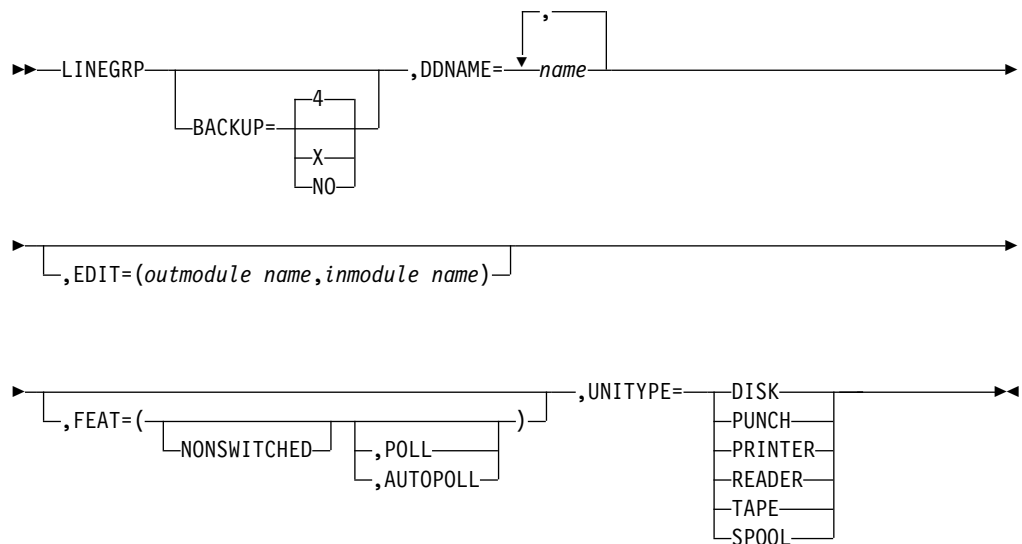 ,
LINEGRP ,DDNAME= name
4
BACKUP=
X
NO
,EDIT=(outmodule name,inmodule name)
,UNITYPE= DISK
,FEAT=( ) PUNCH
NONSWITCHED ,POLL PRINTER
,AUTOPOLL READER
TAPE
SPOOL